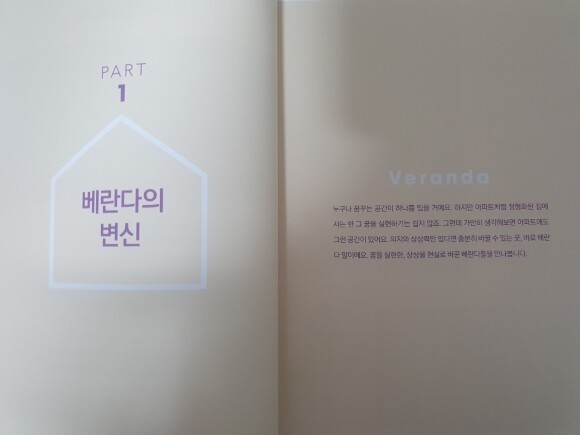 PART
1
베란다의
변신
Veranda
누구나 꿈꾸는 공간이 하나쯤 있을 거예요. 하지만 아파트처럼 정형화된 집에
서는 한 그 꿈을 실현하기는 쉽지 않죠. 그런데 가만히 생각해보면 아파트에도
그런 공간이 있어요. 의지와 상상력만 있다면 충분히 바꿀 수 있는 곳, 바로 베란
다 말이에요. 꿈을 실현한, 상상을 현실로 바꾼 베란다들을 만나봅니다.